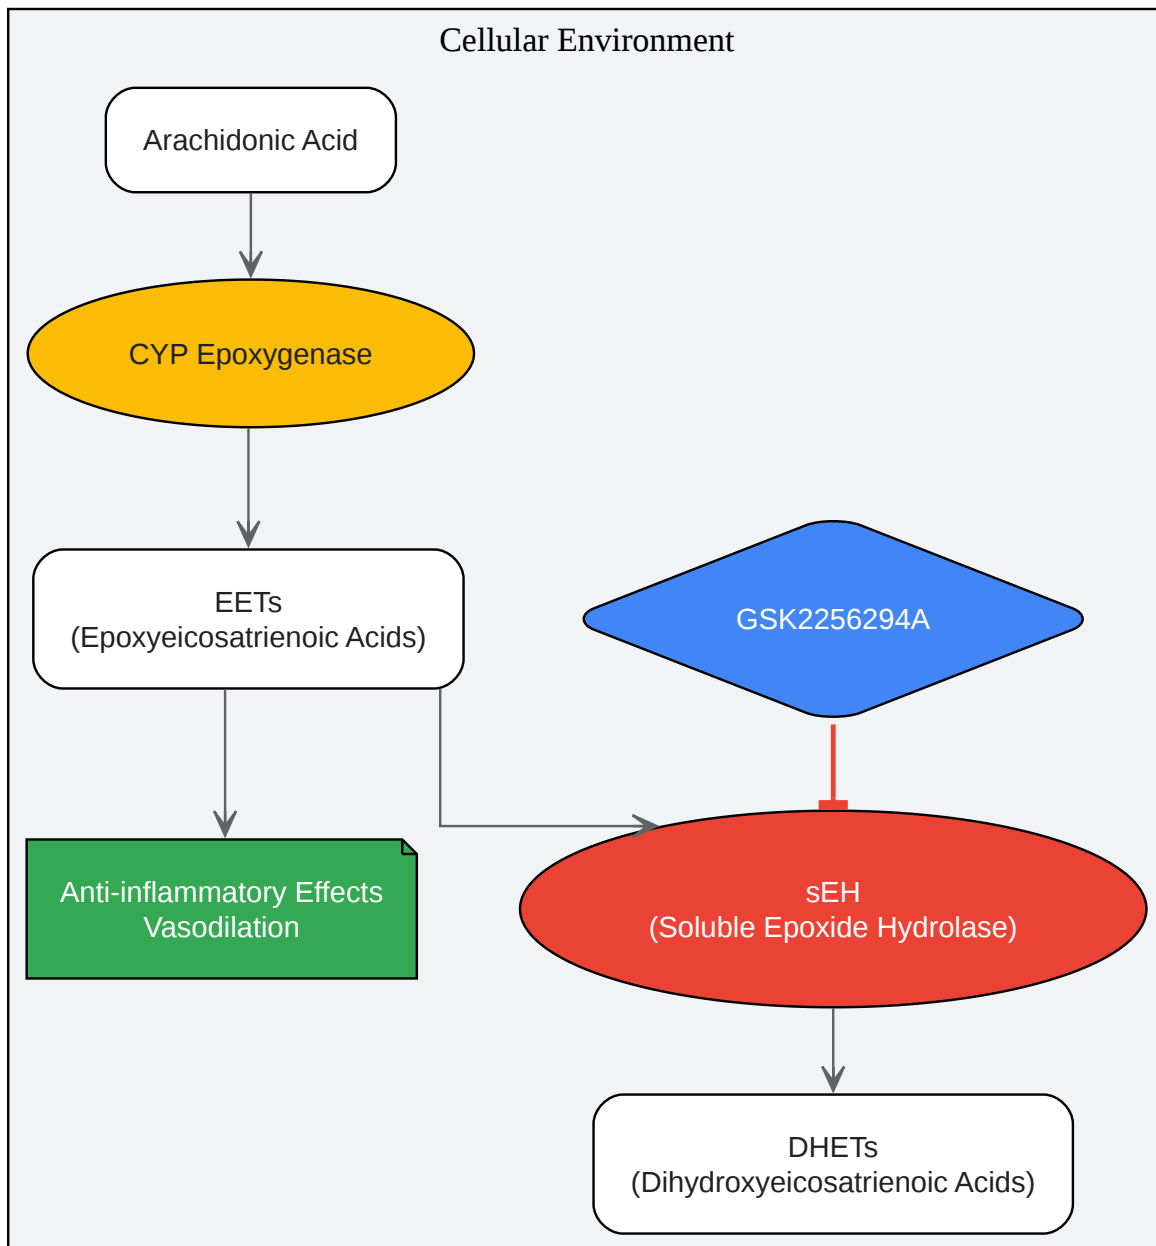 Cellular Environment
Arachidonic Acid
CYP Epoxygenase
EETs
(Epoxyeicosatrienoic Acids)
GSK2256294A
Anti-inflammatory Effects
Vasodilation
sEH
(Soluble Epoxide Hydrolase)
DHETs
(Dihydroxyeicosatrienoic Acids)